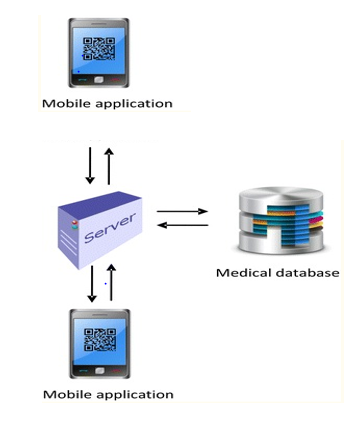 Mobile application
Server
Medical database
Mobile application